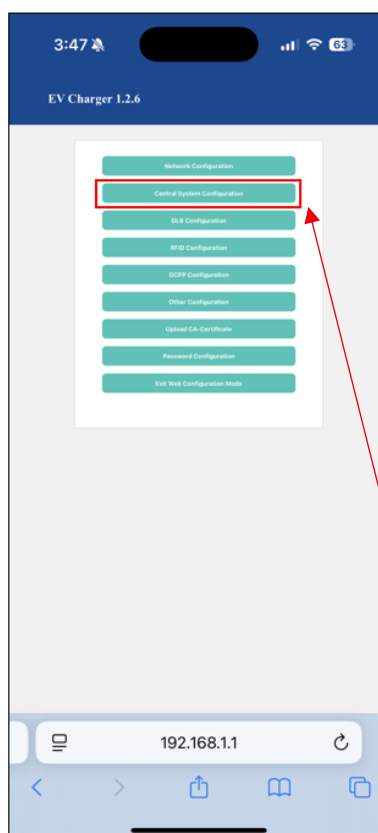 3:47
63
EV Charger 1.2.6
Network Configuration
Central System Configuration
DLB Configuration
RFID Configuration
OCPP Configuration
Other Configuration
Upload CA-Certificate
Password Configuration
Exit Web Configuration Mode
192.168.1.1